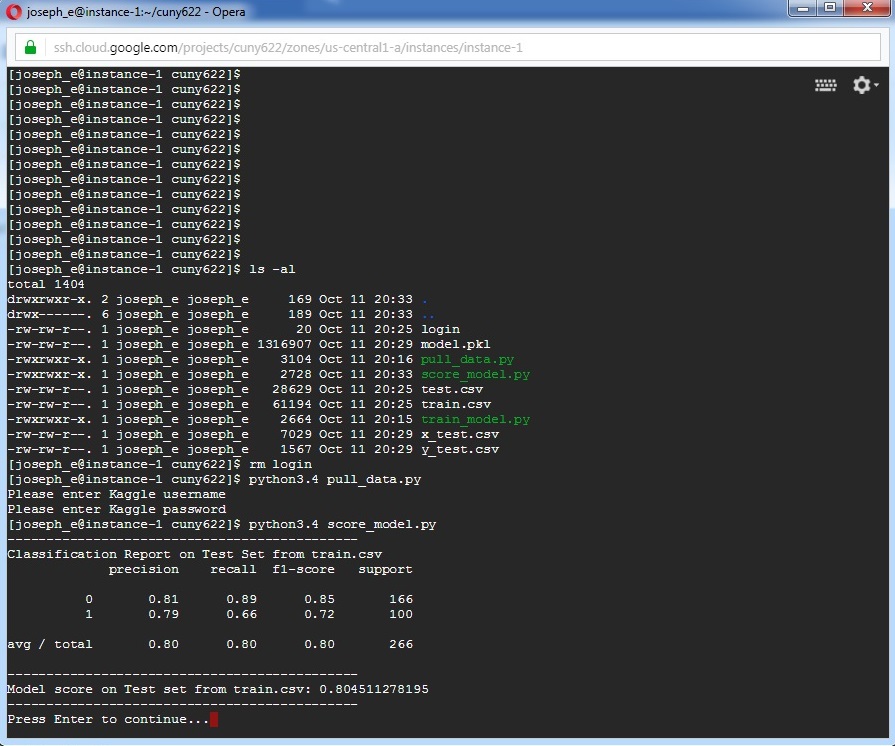 joseph_e@instance-1:~/cuny622 - Opera
ssh.cloud.google.com/projects/cuny622/zones/us-central1-a/instances/instance-1
[joseph_e@instance-1 cuny622]$
[joseph_e@instance-1 cuny622]$
[joseph_e@instance-1 cuny622]$
[joseph_e@instance-1 cuny622]$
[joseph_e@instance-1 cuny622]$
[joseph_e@instance-1 cuny622]$
[joseph_e@instance-1 cuny622]$
[joseph_e@instance-1 cuny622]$
[joseph_e@instance-1 cuny622]$
[joseph_e@instance-1 cuny622]$
[joseph_e@instance-1 cuny622]$
[joseph_e@instance-1 cuny622]$
[joseph_e@instance-1 cuny622]$
[joseph_e@instance-1 cuny622]$ ls -al
total 1404
drwxrwxr-x. 2 joseph_e joseph_e     169 Oct 11 20:33 .
drwx------. 6 joseph_e joseph_e     189 Oct 11 20:33 ..
-rw-rw-r--. 1 joseph_e joseph_e      20 Oct 11 20:25 login
-rw-rw-r--. 1 joseph_e joseph_e 1316907 Oct 11 20:29 model.pkl
-rwxrwxr-x. 1 joseph_e joseph_e    3104 Oct 11 20:16 pull_data.py
-rwxrwxr-x. 1 joseph_e joseph_e    2728 Oct 11 20:33 score_model.py
-rw-rw-r--. 1 joseph_e joseph_e   28629 Oct 11 20:25 test.csv
-rw-rw-r--. 1 joseph_e joseph_e   61194 Oct 11 20:25 train.csv
-rwxrwxr-x. 1 joseph_e joseph_e    2664 Oct 11 20:15 train_model.py
-rw-rw-r--. 1 joseph_e joseph_e    7029 Oct 11 20:29 x_test.csv
-rw-rw-r--. 1 joseph_e joseph_e    1567 Oct 11 20:29 y_test.csv
[joseph_e@instance-1 cuny622]$ rm login
[joseph_e@instance-1 cuny622]$ python3.4 pull_data.py
Please enter Kaggle username
Please enter Kaggle password
[joseph_e@instance-1 cuny622]$ python3.4 score_model.py
---------------------------------------------
Classification Report on Test Set from train.csv
             precision    recall  f1-score   support
          0       0.81      0.89      0.85       166
          1       0.79      0.66      0.72       100
avg / total       0.80      0.80      0.80       266
---------------------------------------------
Model score on Test set from train.csv: 0.804511278195
---------------------------------------------
Press Enter to continue...